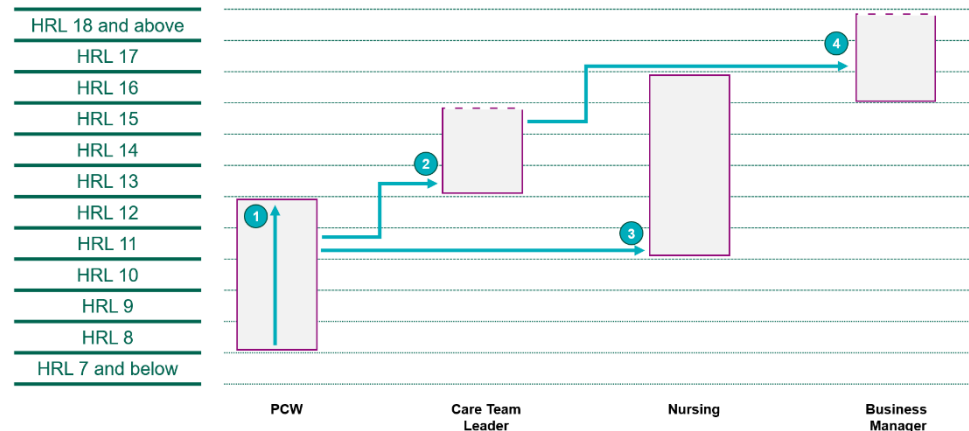 HRL 18 and above
HRL 17
HRL 16
HRL 15
HRL 14
HRL 13
HRL 12
HRL 11
HRL 10
HRL 9
HRL 8
HRL 7 and below
4
2
1
3
PCW
Care Team
Leader
Nursing
Business
Manager